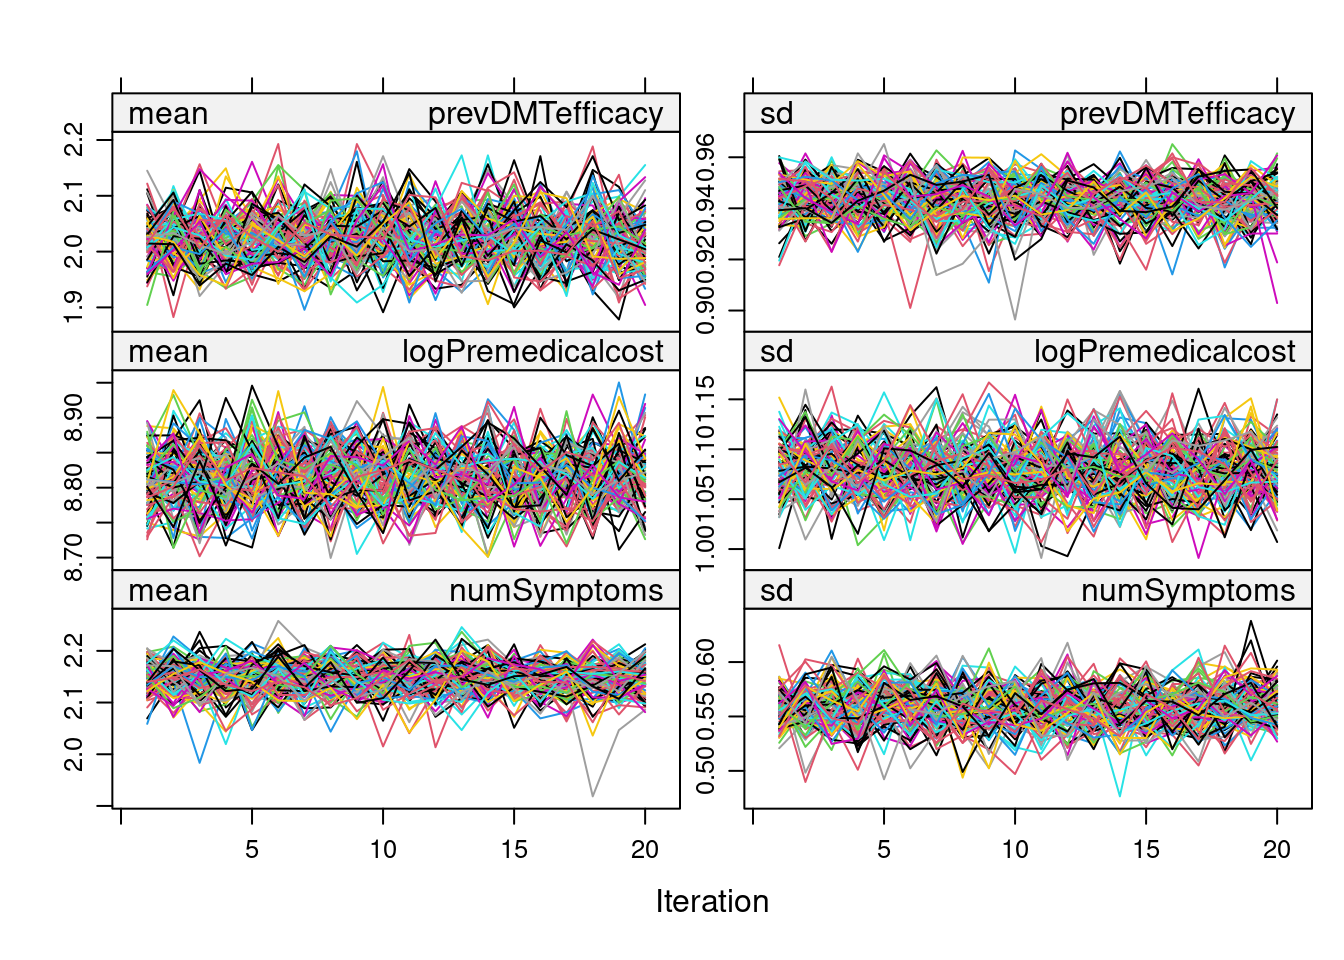 mean prevDMTefficacy
sd prevDMTefficacy
2.2
2.1
2.0
1.9
0.96
0.94
0.92
0.90
mean logPremedicalcost
sd logPremedicalcost
8.90
8.80
8.70
1.15
1.10
1.05
1.00
mean numSymptoms
sd numSymptoms
2.2
2.1
2.0
0.60
0.55
0.50
5 10 15 20
5 10 15 20
Iteration